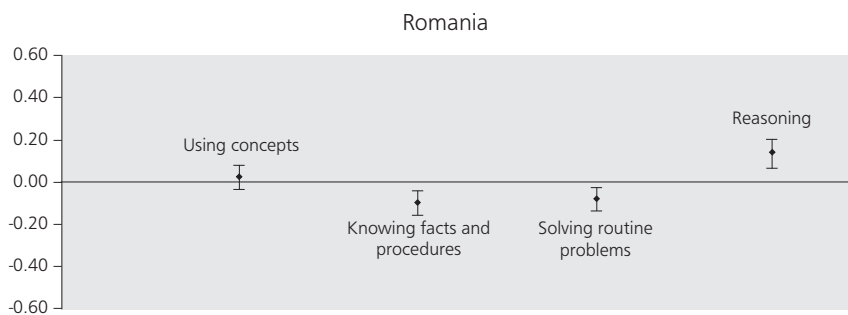 Romania
0.60
0.40
0.20
0.00
-0.20
-0.40
-0.60
Using concepts
Knowing facts and
procedures
Solving routine
problems
Reasoning